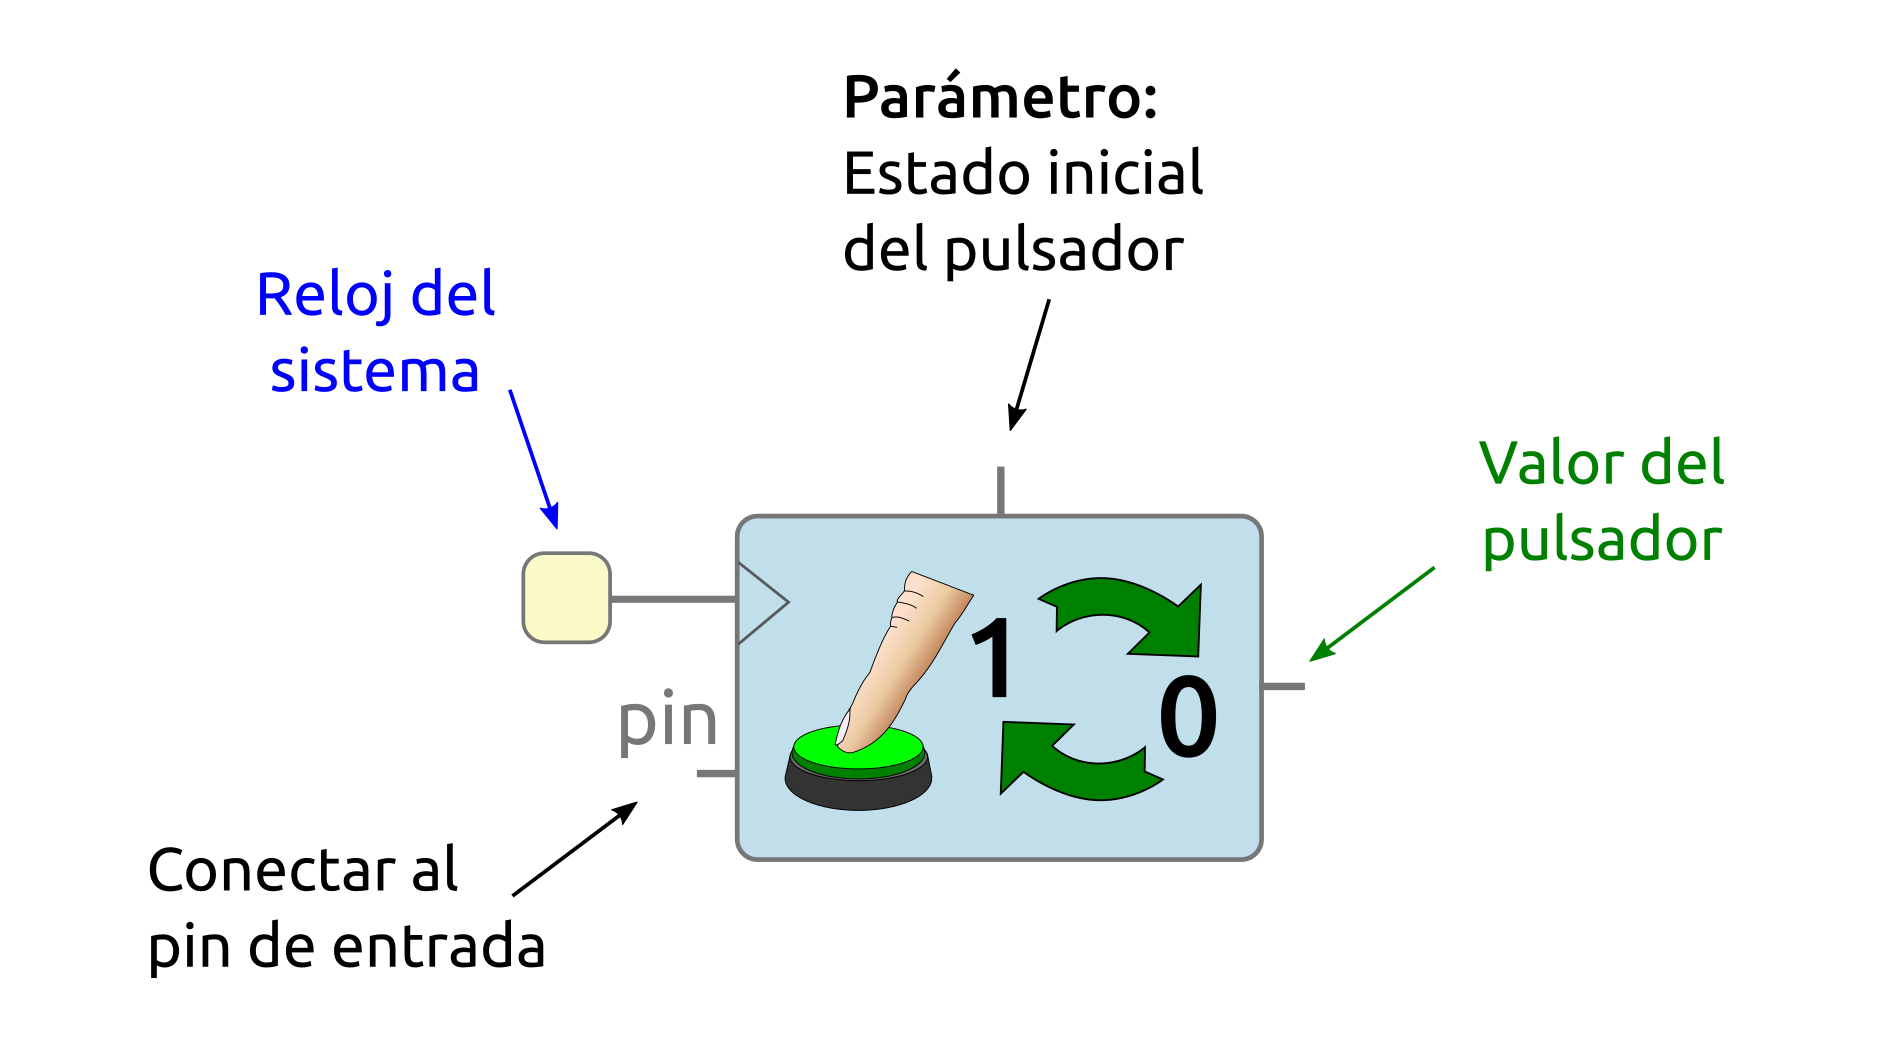 Parámetro:
Estado inicial
del pulsador
Reloj del
sistema
Valor del
pulsador
1
0
pin
Conectar al
pin de entrada